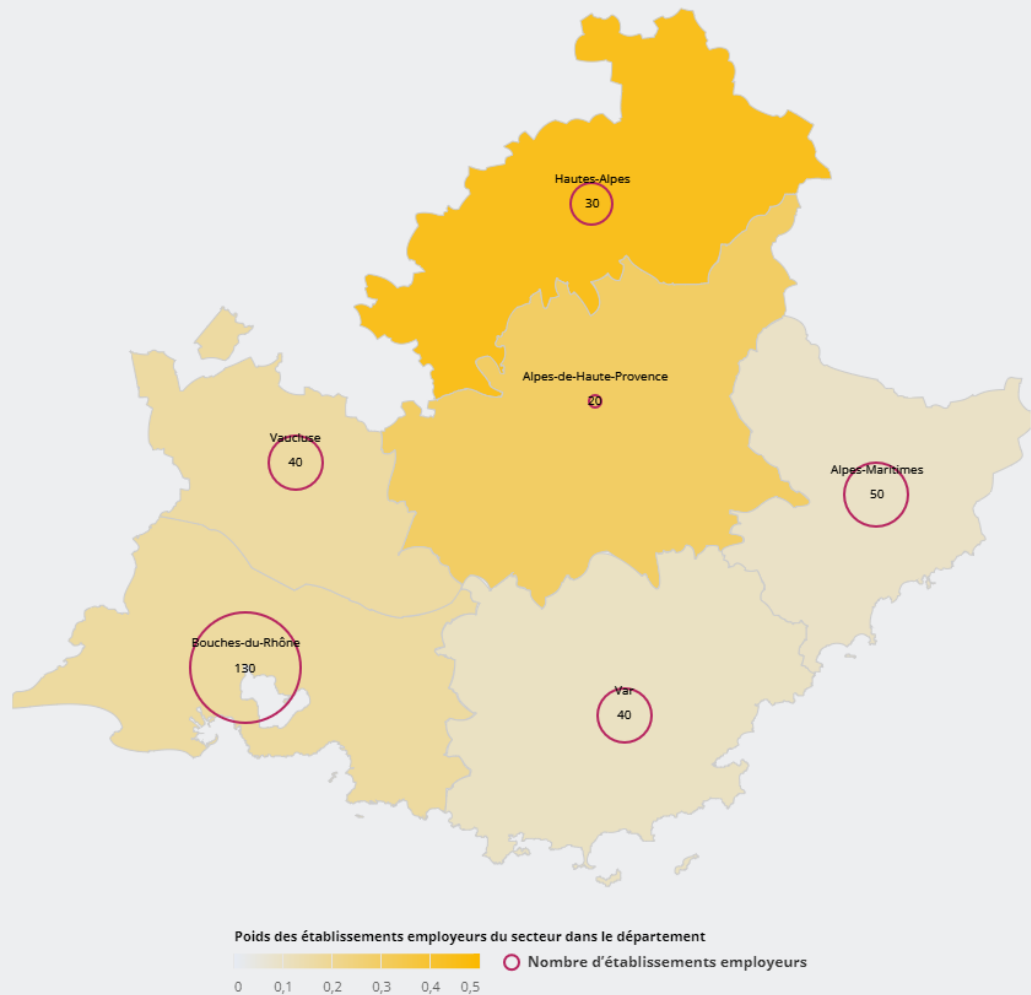 Hautes-Alpes
30
Alpes-de-Haute-Provence
20
Vaucluse
40
Alpes-Maritimes
50
Bouches-du-Rhône
130
Var
40
Poids des établissements employeurs du secteur dans le département
Nombre d'établissements employeurs
0 0,1 0,2 0,3 0,4 0,5